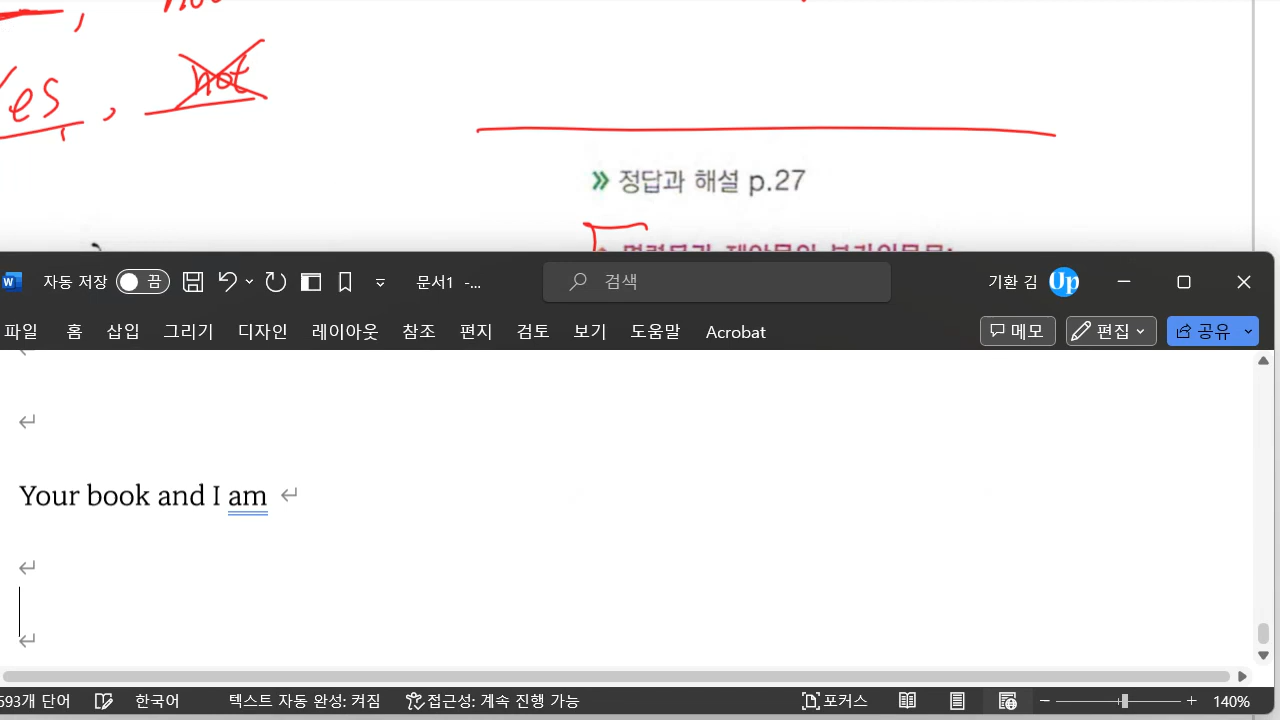 Yes, not
정답과 해설 p.27
자동 저장 끔 문서1 -... 검색 기환 김 Up
파일 홈 삽입 그리기 디자인 레이아웃 참조 편지 검토 보기 도움말 Acrobat 메모 편집 공유
Your book and I am
593개 단어 한국어 텍스트 자동 완성: 켜짐 접근성: 계속 진행 가능 포커스 140%